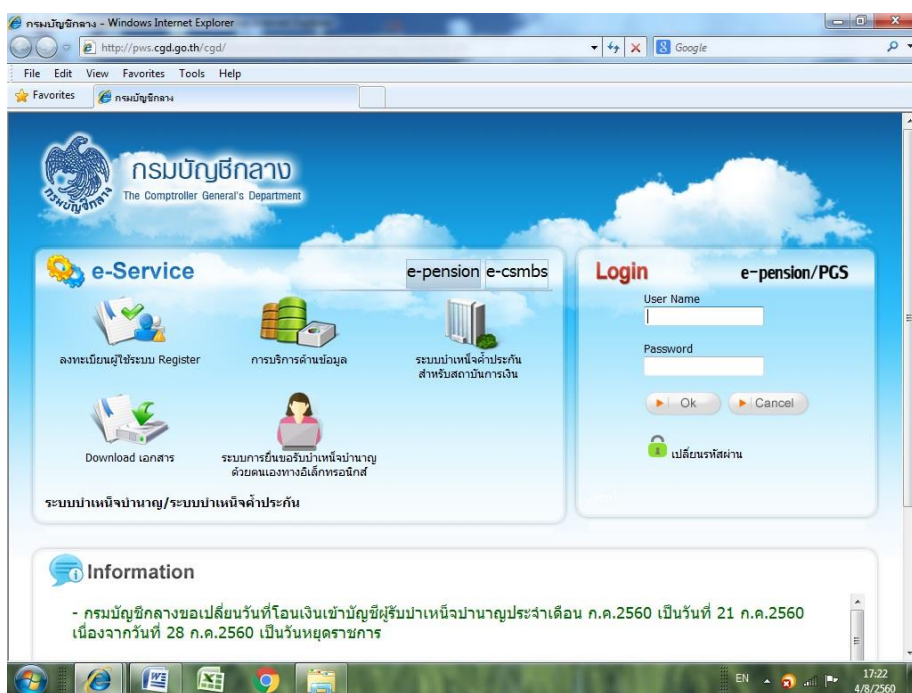 กรมบัญชีกลาง - Windows Internet Explorer
http://pws.cgd.go.th/cgd/
Google
File Edit View Favorites Tools Help
Favorites
กรมบัญชีกลาง
กรมบัญชีกลาง
The Comptroller General's Department
กรมบัญชีกลาง
e-Service
e-pension e-csmbs
ลงทะเบียนผู้ใช้ระบบ Register
การบริการด้านข้อมูล
ระบบบำเหน็จค้ำประกัน
สำหรับสถาบันการเงิน
Download เอกสาร
ระบบการยื่นขอรับบำเหน็จบำนาญ
ด้วยตนเองทางอิเล็กทรอนิกส์
ระบบบำเหน็จบำนาญ/ระบบบำเหน็จค้ำประกัน
Login e-pension/PGS
User Name
Password
Ok Cancel
เปลี่ยนรหัสผ่าน
Information
- กรมบัญชีกลางขอเปลี่ยนวันที่โอนเงินเข้าบัญชีผู้รับบำเหน็จบำนาญประจำเดือน ก.ค.2560 เป็นวันที่ 21 ก.ค.2560
เนื่องจากวันที่ 28 ก.ค.2560 เป็นวันหยุดราชการ
EN
17:22
4/8/2560